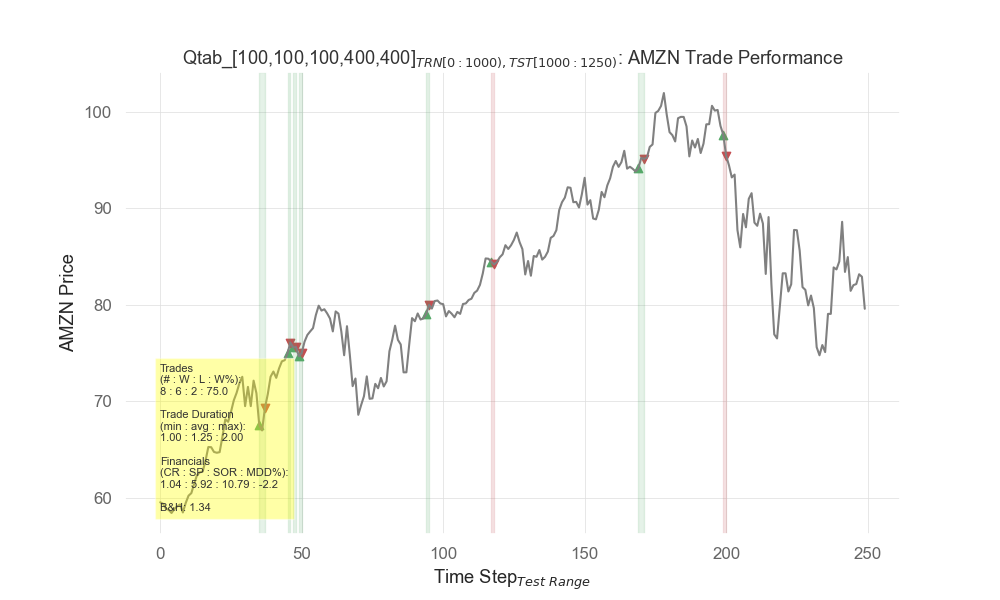 Qtab_[100,100,100,400,400]TRN[0:1000),TST[1000:1250): AMZN Trade Performance
100
90
80
70
60
AMZN Price
Trades
(# : W : L : W%):
8 : 6 : 2 : 75.0
Trade Duration
(min : avg : max):
1.00 : 1.25 : 2.00
Financials
(CR : SP : SOR : MDD%):
1.04 : 5.92 : 10.79 : -2.2
B&H: 1.34
0 50 100 150 200 250
Time StepTest Range